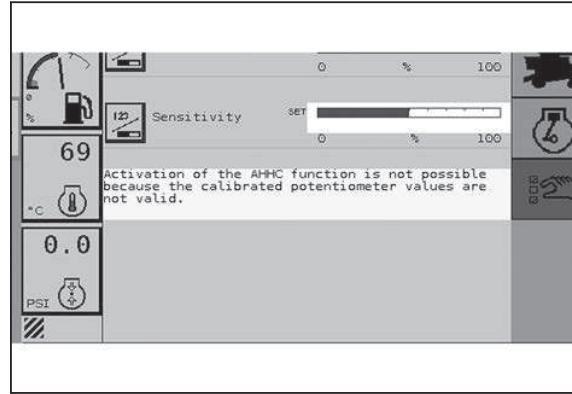 0 % 100
%
123 Sensitivity SET
0 % 100
69
°C
Activation of the AHHC function is not possible
because the calibrated potentiometer values are
not valid.
0.0
PSI